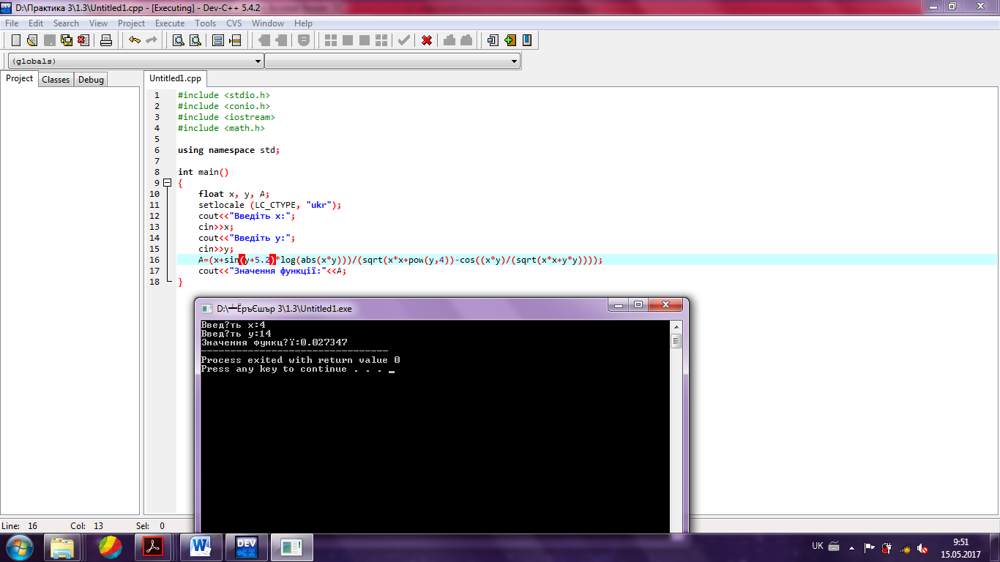 D:\Практика 3\1.3\Untitled1.cpp - [Executing] - Dev-C++ 5.4.2
File Edit Search View Project Execute Tools CVS Window Help
(globals)
Project Classes Debug
Untitled1.cpp
1 #include <stdio.h>
2 #include <conio.h>
3 #include <iostream>
4 #include <math.h>
5
6 using namespace std;
7
8 int main()
9 {
10 float x, y, A;
11 setlocale (LC_CTYPE, "ukr");
12 cout<<"Введіть x:";
13 cin>>x;
14 cout<<"Введіть y:";
15 cin>>y;
16 A=(x+sin(y+5.2)*log(abs(x*y)))/(sqrt(x*x+pow(y,4))-cos((x*y)/(sqrt(x*x+y*y))));
17 cout<<"Значення функції:"<<A;
18 }
D:\┴ЁръЄшър 3\1.3\Untitled1.exe
Введ?ть x:4
Введ?ть y:14
Значення функц?ї:0.027347
--------------------------------
Process exited with return value 0
Press any key to continue . . .
Line: 16 Col: 13 Sel: 0
DEV
UK
9:51
15.05.2017